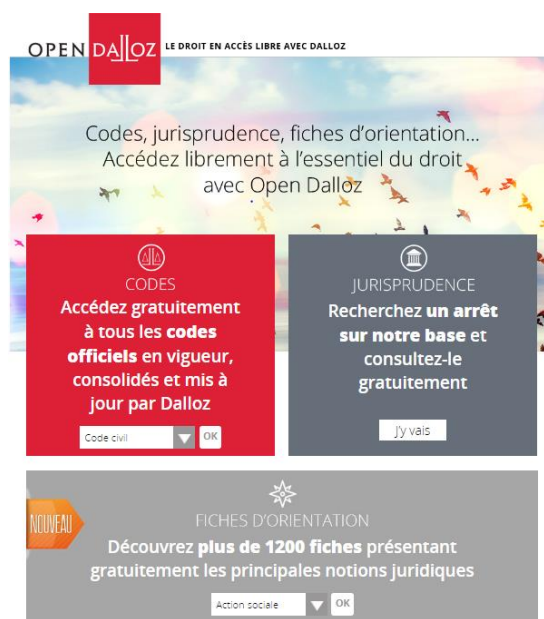 OPEN DALLOZ LE DROIT EN ACCÈS LIBRE AVEC DALLOZ
Codes, jurisprudence, fiches d'orientation...
Accédez librement à l'essentiel du droit
avec Open Dalloz
CODES
Accédez gratuitement
à tous les codes
officiels en vigueur,
consolidés et mis à
jour par Dalloz
Code civil OK
JURISPRUDENCE
Recherchez un arrêt
sur notre base et
consultez-le
gratuitement
J'y vais
NOUVEAU
FICHES D'ORIENTATION
Découvrez plus de 1200 fiches présentant
gratuitement les principales notions juridiques
Action sociale OK